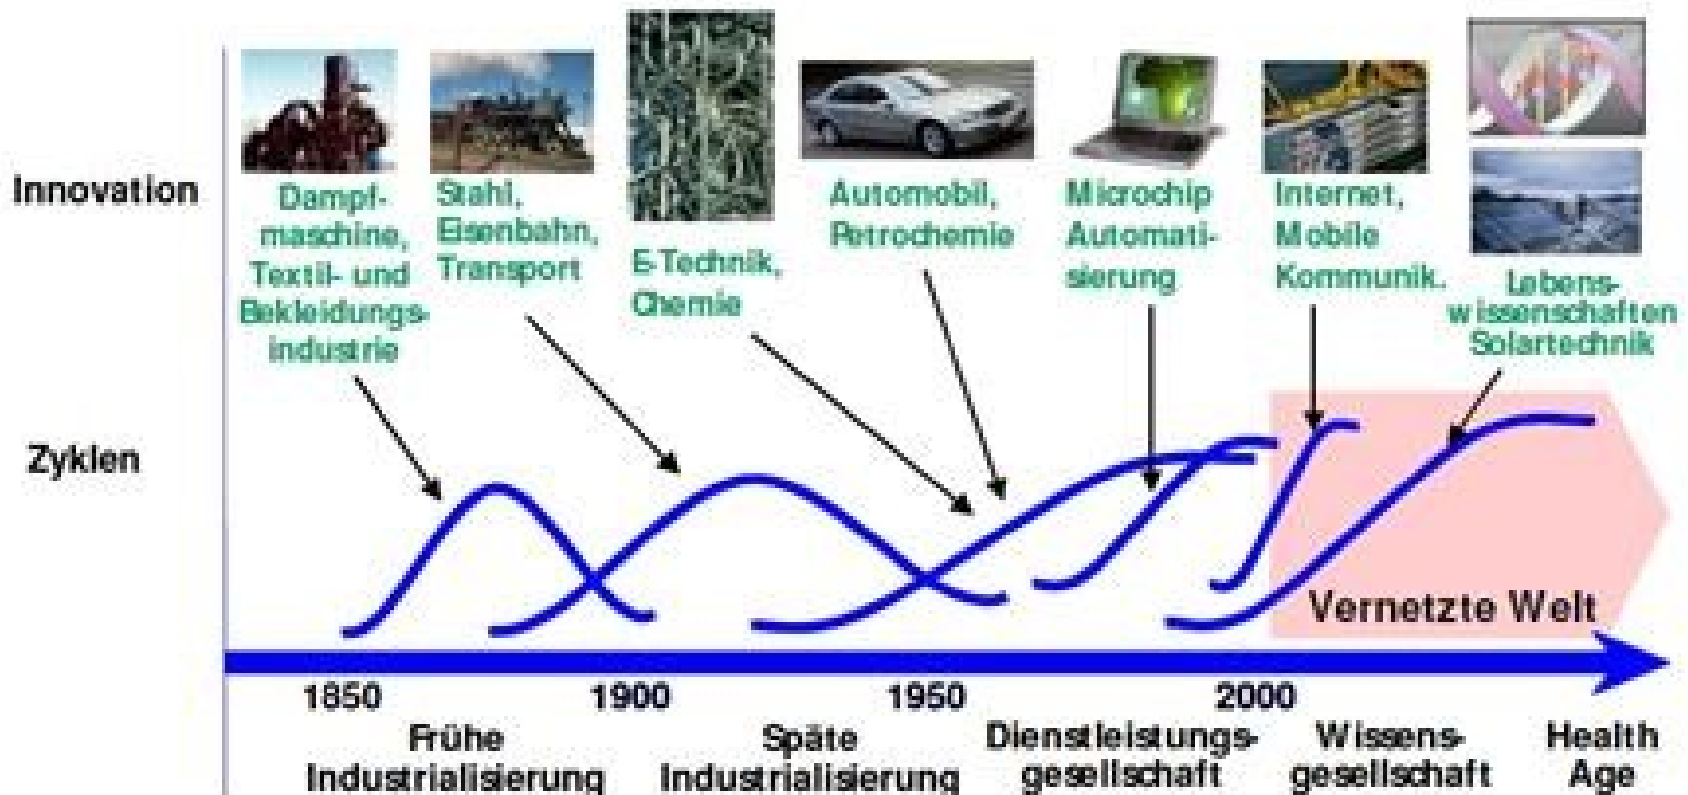 Innovation
Dampf-
maschine,
Textil- und
Bekleidungs-
industrie
Stahl,
Eisenbahn,
Transport
E-Technik,
Chemie
Automobil,
Petrochemie
Microchip
Automati-
sierung
Internet,
Mobile
Kommunik.
Lebens-
wissenschaften
Solartechnik
Zyklen
Vernetzte Welt
1850
1900
1950
2000
Frühe
Industrialisierung
Späte
Industrialisierung
Dienstleistungs-
gesellschaft
Wissens-
gesellschaft
Health
Age